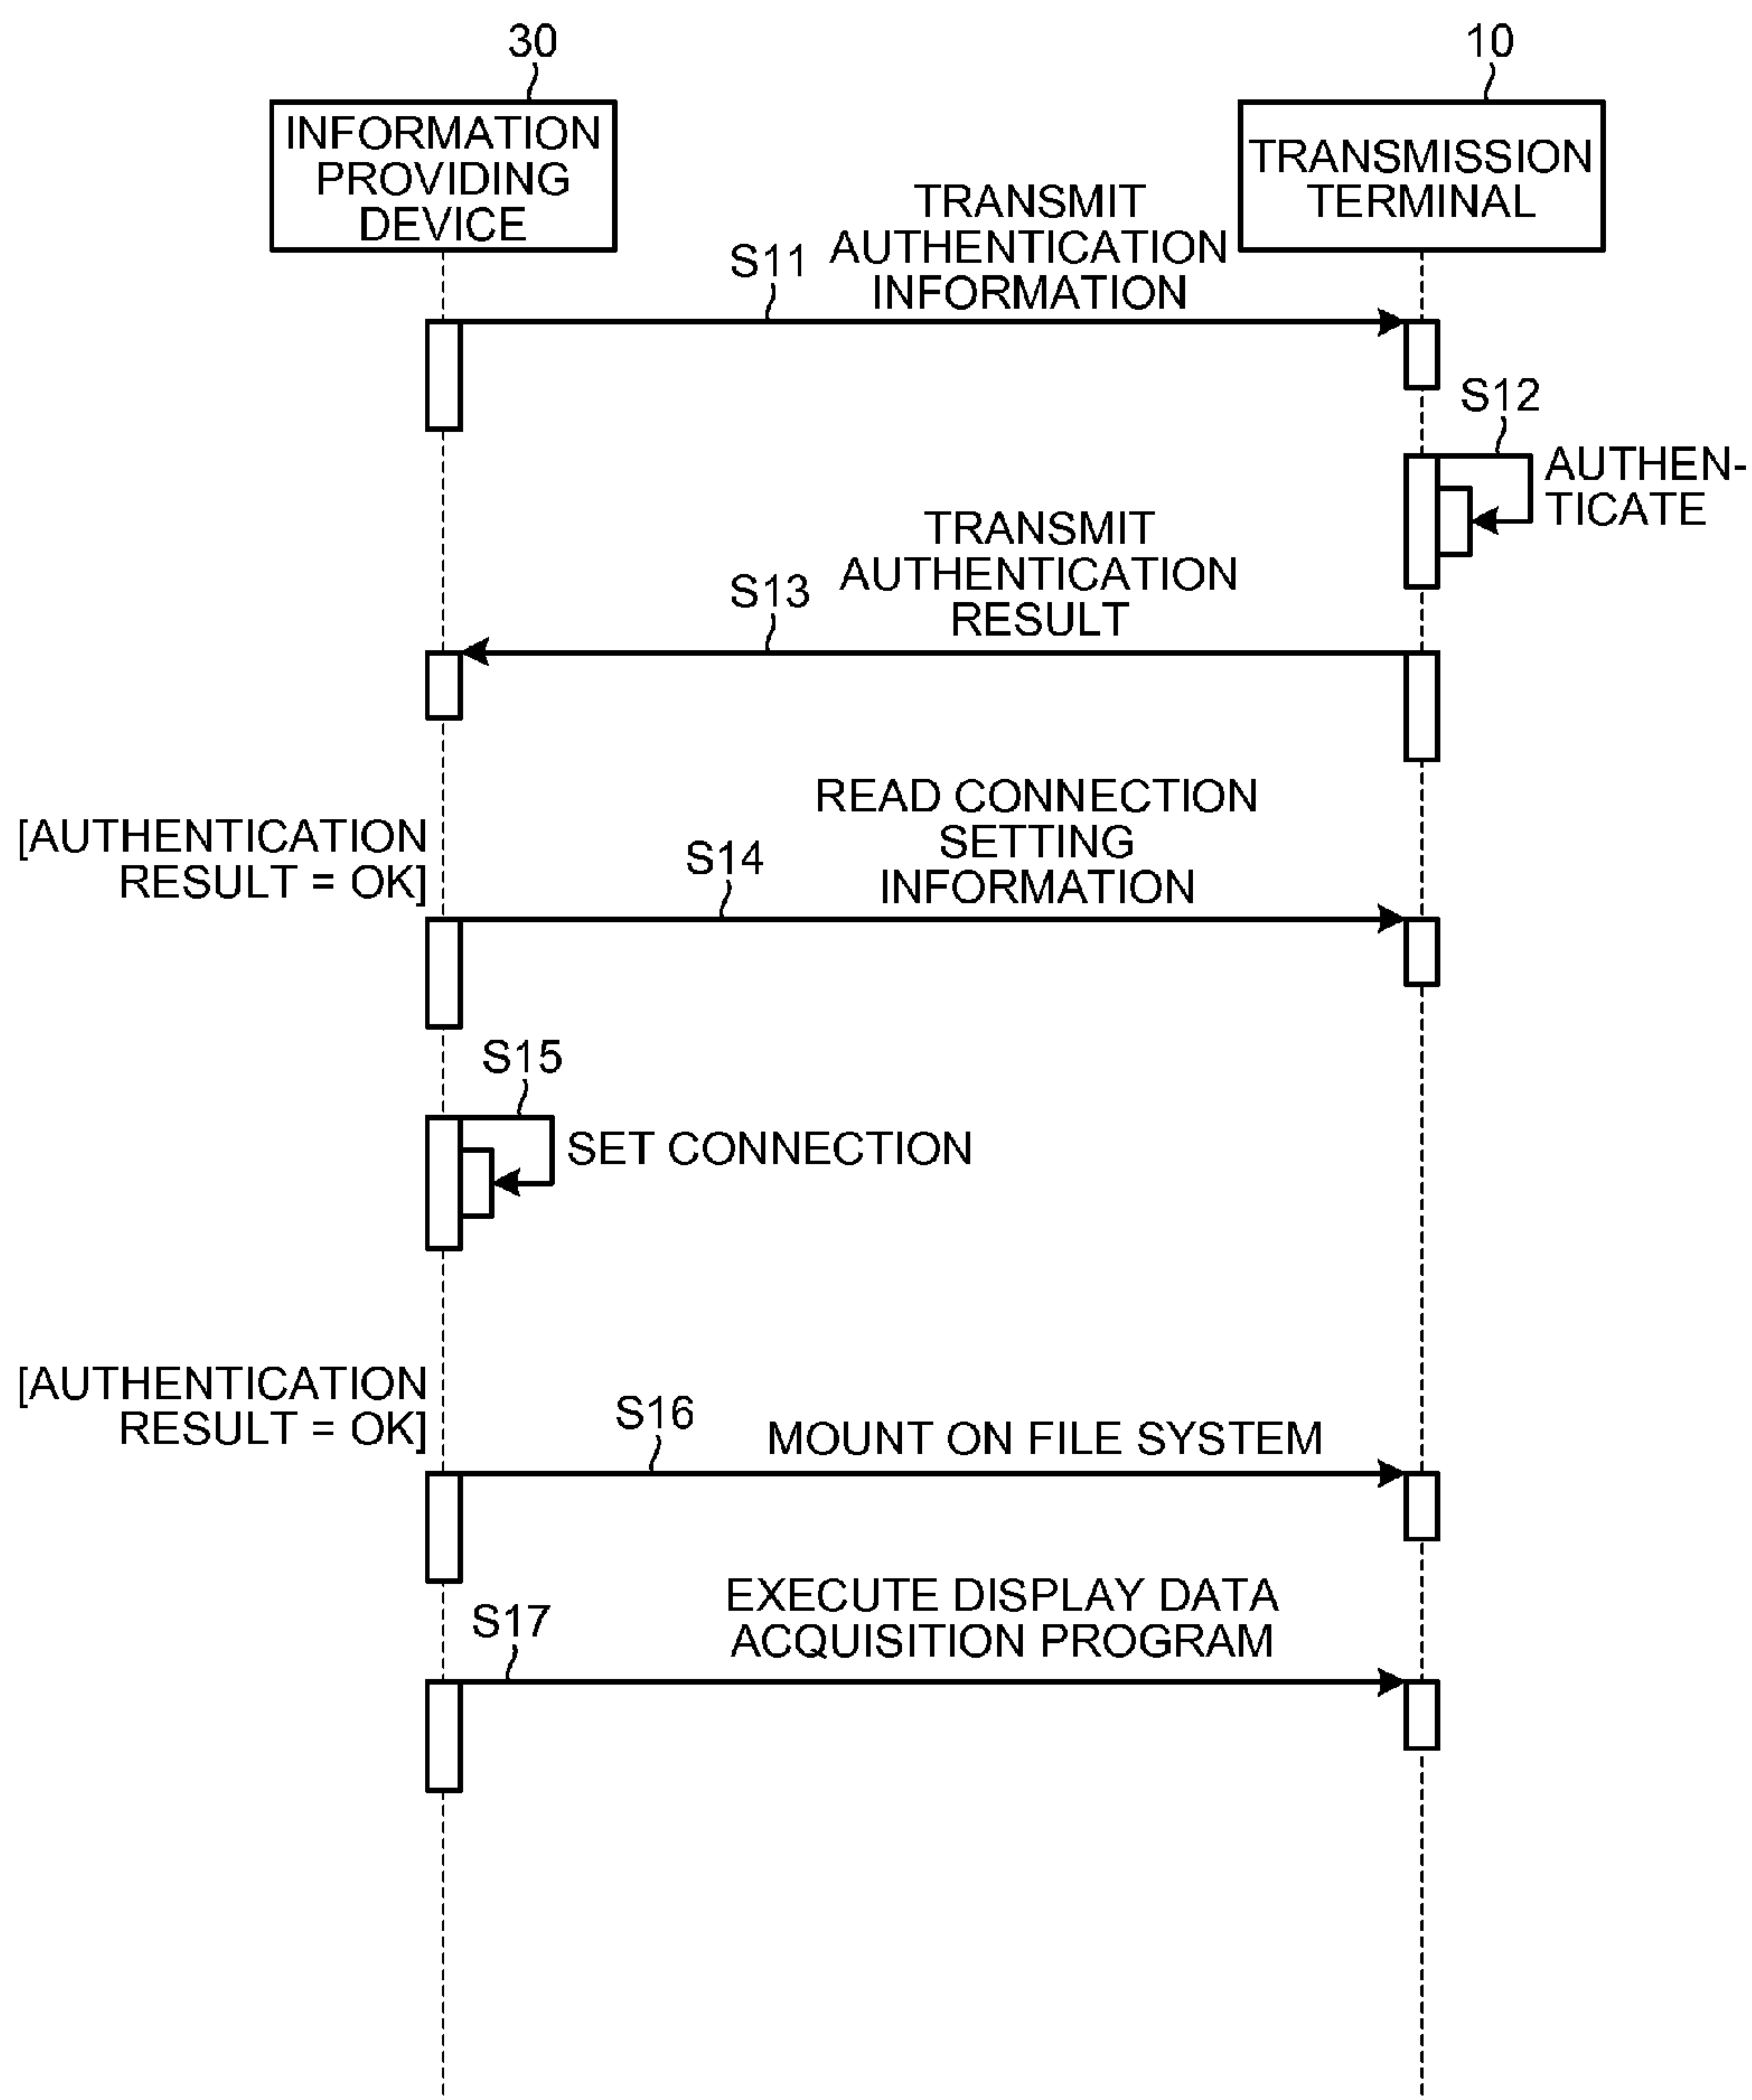 30
10
INFORMATION
PROVIDING
DEVICE
TRANSMISSION
TERMINAL
TRANSMIT
AUTHENTICATION
INFORMATION
S11
S12
AUTHEN-
TICATE
TRANSMIT
AUTHENTICATION
RESULT
S13
[AUTHENTICATION
RESULT = OK]
READ CONNECTION
SETTING
INFORMATION
S14
S15
SET CONNECTION
[AUTHENTICATION
RESULT = OK]
S16
MOUNT ON FILE SYSTEM
S17
EXECUTE DISPLAY DATA
ACQUISITION PROGRAM